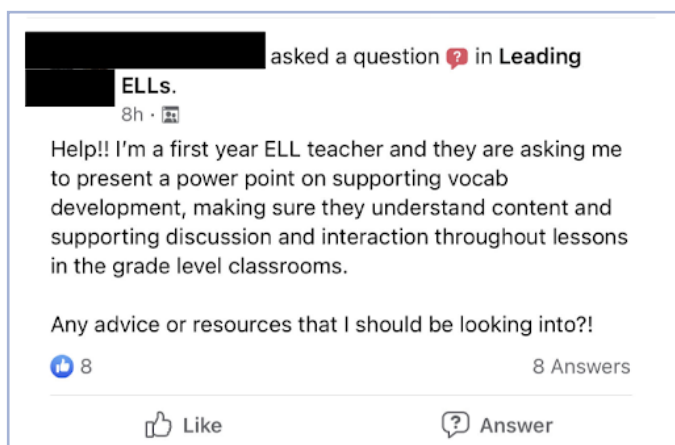 asked a question in Leading
ELLs.
8h ·
Help!! I'm a first year ELL teacher and they are asking me
to present a power point on supporting vocab
development, making sure they understand content and
supporting discussion and interaction throughout lessons
in the grade level classrooms.
Any advice or resources that I should be looking into?!
8
8 Answers
Like
Answer